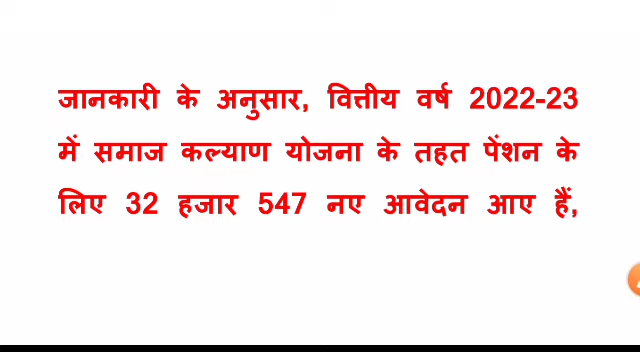 जानकारी के अनुसार, वित्तीय वर्ष 2022-23
में समाज कल्याण योजना के तहत पेंशन के
लिए 32 हजार 547 नए आवेदन आए हैं,